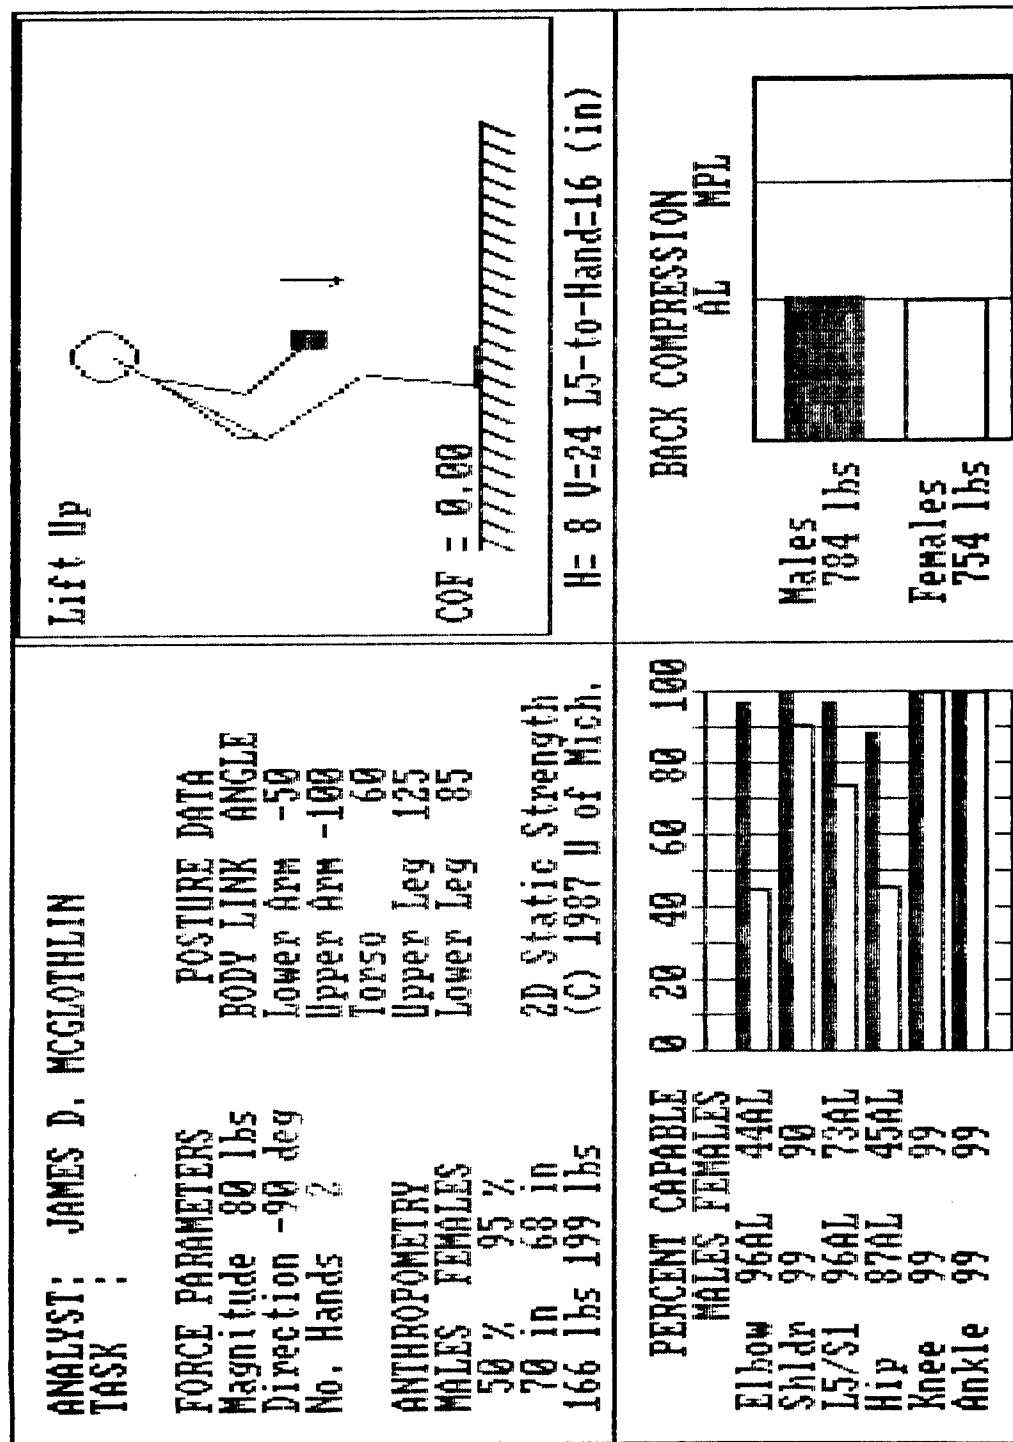 ANALYST: JAMES D. MCGLOTHLIN
TASK :
FORCE PARAMETERS
Magnitude 80 lbs
Direction -90 deg
No. Hands 2
ANTHROPOMETRY
MALES FEMALES
50 % 95 %
70 in 68 in
166 lbs 199 lbs
POSTURE DATA
BODY LINK ANGLE
Lower Arm -50
Upper Arm -100
Torso 60
Upper Leg 125
Lower Leg 85
2D Static Strength
(C) 1987 U of Mich.
Lift Up
COF = 0.00
H= 8 V=24 L5-to-Hand=16 (in)
PERCENT CAPABLE
MALES FEMALES
Elbow 96AL 44AL
Shldr 99 90
L5/S1 96AL 73AL
Hip 87AL 45AL
Knee 99 99
Ankle 99 99
0 20 40 60 80 100
BACK COMPRESSION
AL MPL
Males
784 lbs
Females
754 lbs